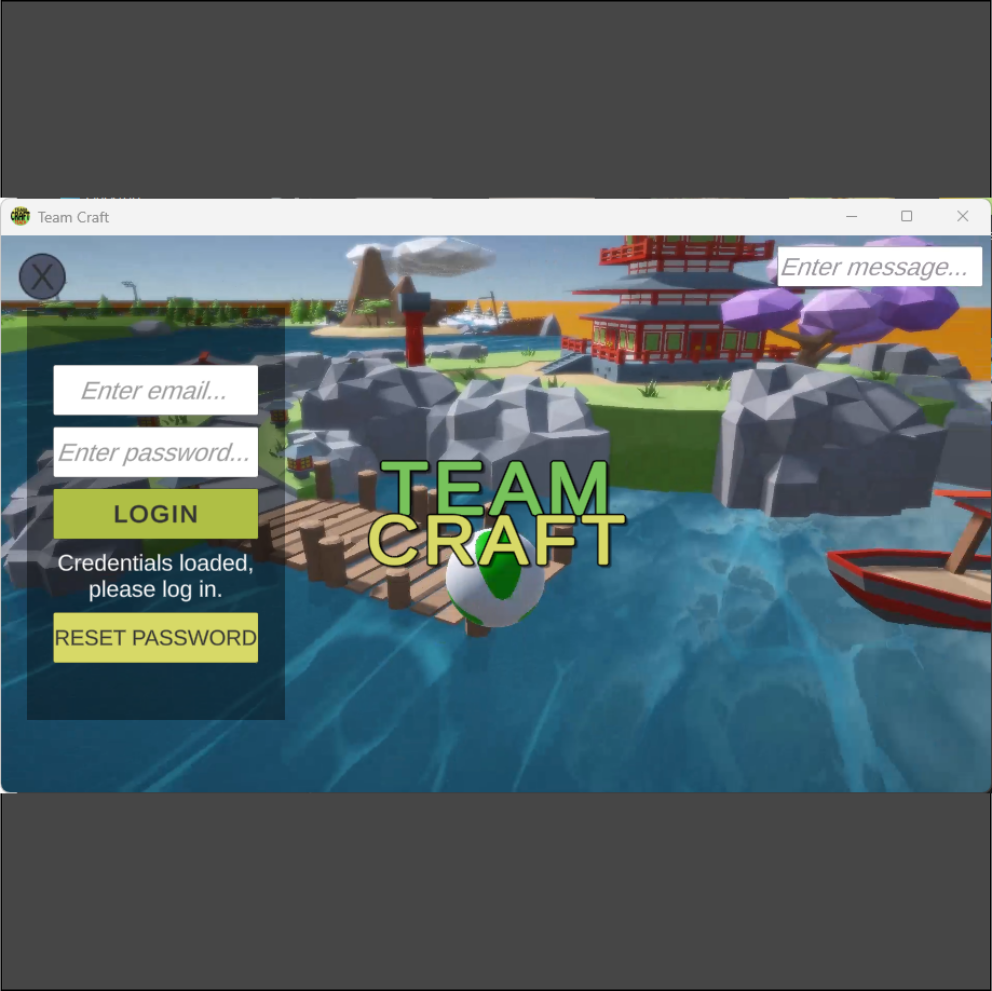 Team Craft
X
Enter message...
Enter email...
Enter password...
LOGIN
Credentials loaded,
please log in.
RESET PASSWORD
TEAM
CRAFT